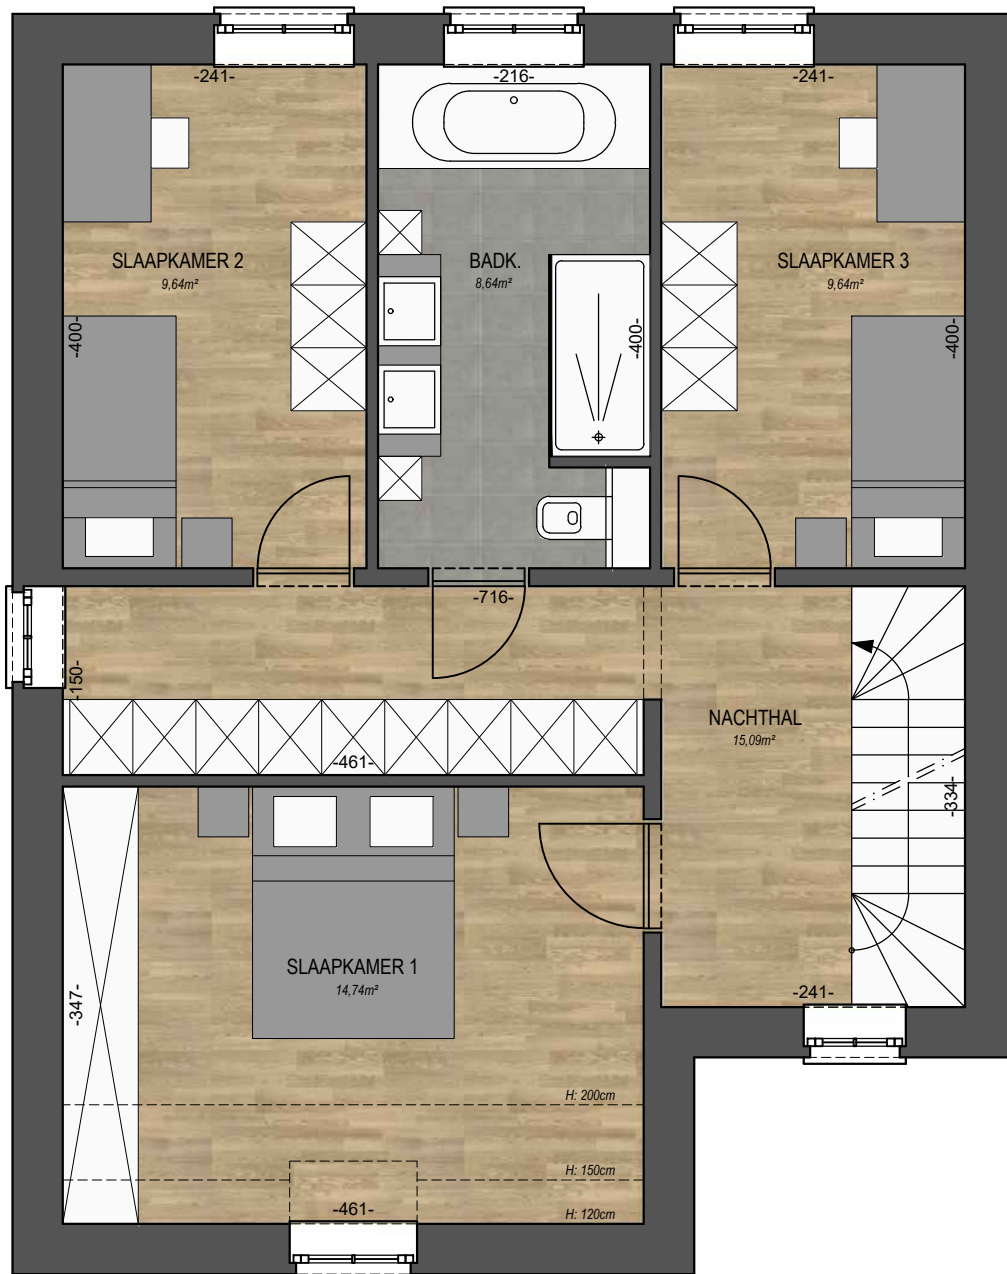 -241-
-216-
-241-
SLAAPKAMER 2
9,64m²
BADK.
8,64m²
SLAAPKAMER 3
9,64m²
-400-
-400-
-400-
-716-
-150-
NACHTHAL
15,09m²
-461-
-334-
SLAAPKAMER 1
14,74m²
-347-
-241-
H: 200cm
H: 150cm
-461-
H: 120cm